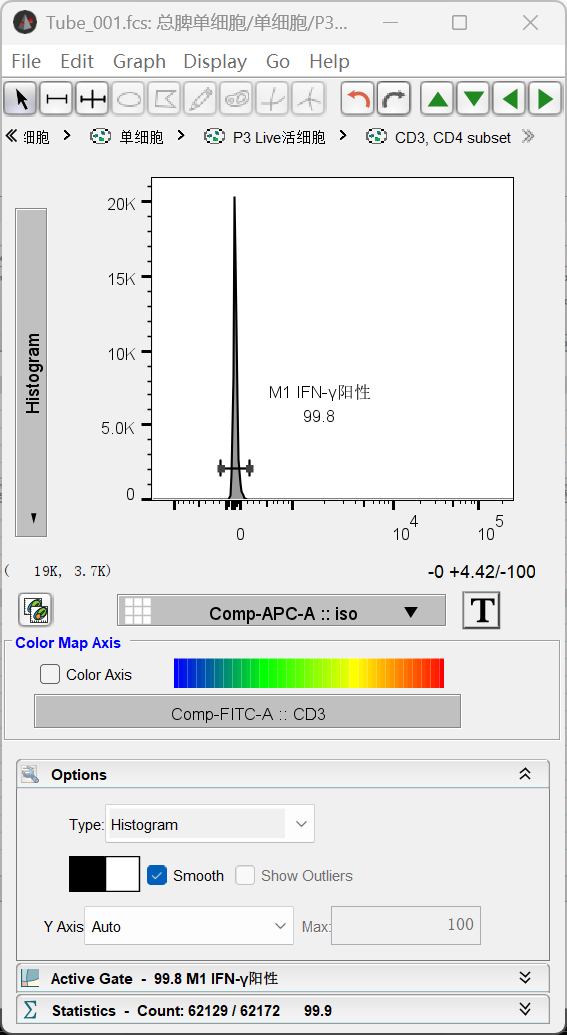 Tube_001.fcs: 总脾单细胞/单细胞/P3...
File Edit Graph Display Go Help
细胞 单细胞 P3 Live活细胞 CD3, CD4 subset
20K
15K
10K
5.0K
0
Histogram
M1 IFN-γ阳性
99.8
0 10^4 10^5
( 19K, 3.7K)
-0 +4.42/-100
Comp-APC-A :: iso
T
Color Map Axis
Color Axis
Comp-FITC-A :: CD3
Options
Type: Histogram
Smooth Show Outliers
Y Axis Auto Max: 100
Active Gate - 99.8 M1 IFN-γ阳性
Statistics - Count: 62129 / 62172 99.9